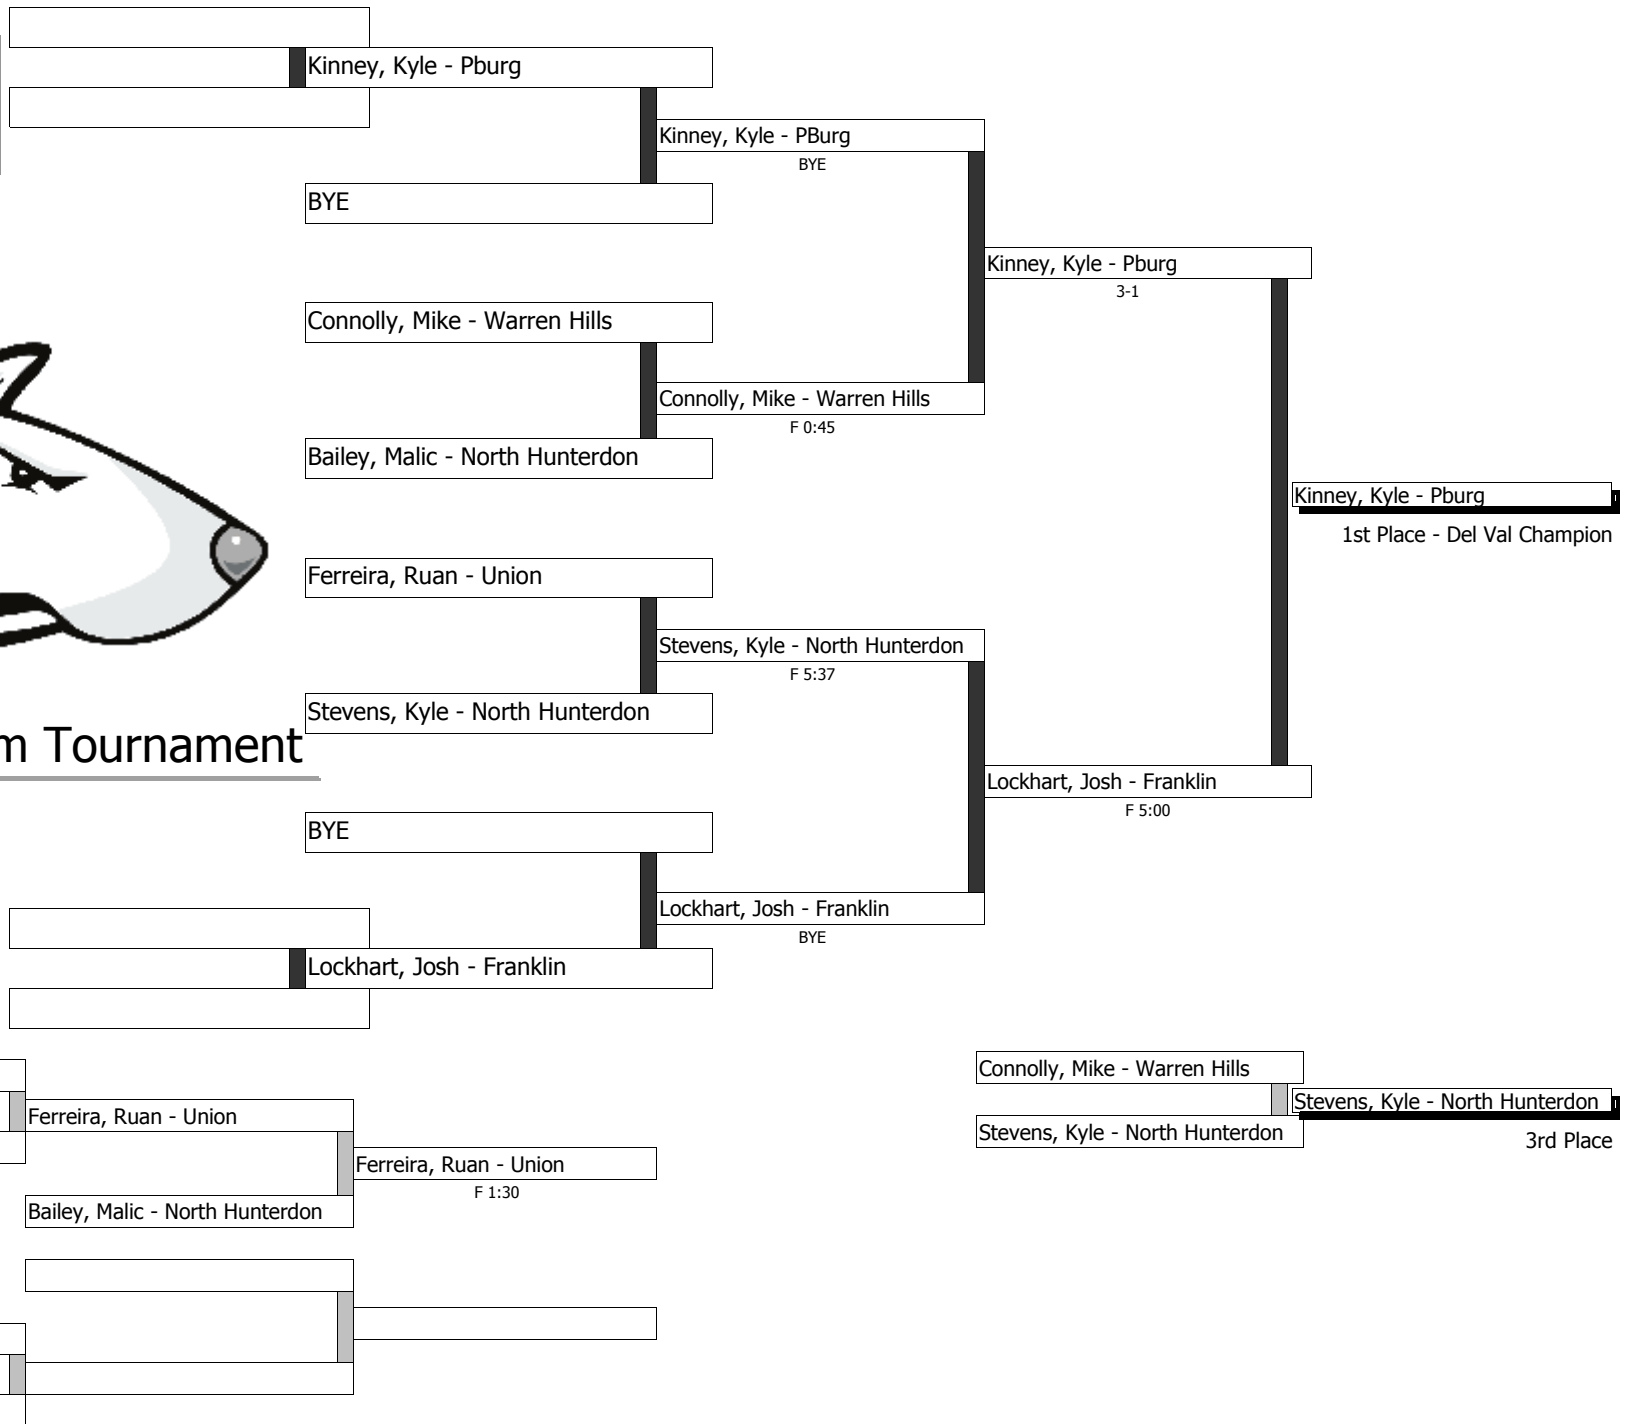 Kinney, Kyle - Pburg
Kinney, Kyle - PBurg
BYE
BYE
Kinney, Kyle - Pburg
3-1
Connolly, Mike - Warren Hills
Connolly, Mike - Warren Hills
F 0:45
Bailey, Malic - North Hunterdon
Kinney, Kyle - Pburg
1st Place - Del Val Champion
Ferreira, Ruan - Union
Stevens, Kyle - North Hunterdon
F 5:37
Stevens, Kyle - North Hunterdon
m Tournament
Lockhart, Josh - Franklin
F 5:00
BYE
Lockhart, Josh - Franklin
BYE
Lockhart, Josh - Franklin
Connolly, Mike - Warren Hills
Stevens, Kyle - North Hunterdon
Stevens, Kyle - North Hunterdon
3rd Place
Ferreira, Ruan - Union
Ferreira, Ruan - Union
F 1:30
Bailey, Malic - North Hunterdon